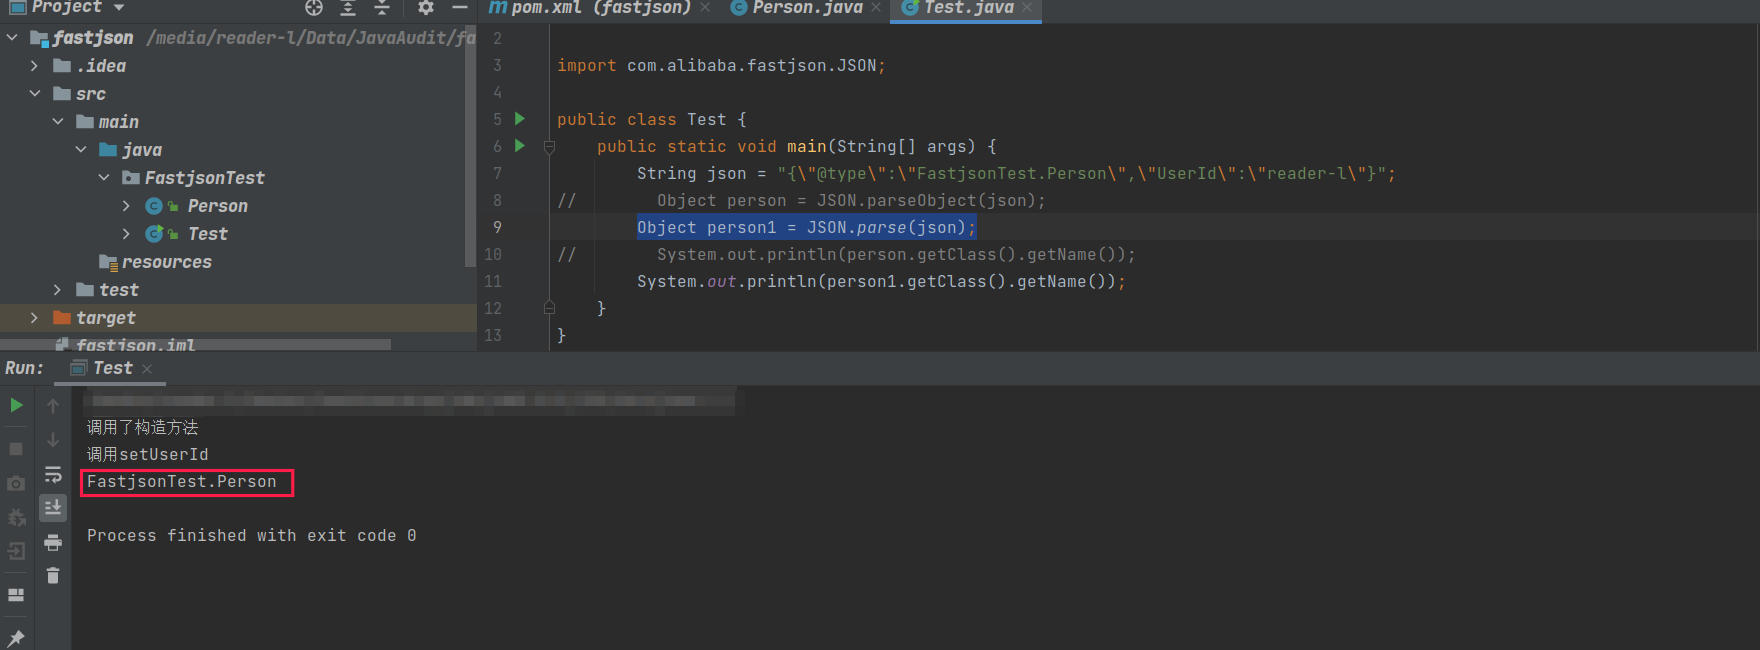 Project
pom.xml (fastjson)
Person.java
Test.java
fastjson /media/reader-l/Data/JavaAudit/fa
.idea
src
main
java
FastjsonTest
Person
Test
resources
test
target
fastjson.iml
2
3 import com.alibaba.fastjson.JSON;
4
5 public class Test {
6 public static void main(String[] args) {
7 String json = "{\"@type\":\"FastjsonTest.Person\",\"UserId\":\"reader-l\"}";
8 // Object person = JSON.parseObject(json);
9 Object person1 = JSON.parse(json);
10 // System.out.println(person.getClass().getName());
11 System.out.println(person1.getClass().getName());
12 }
13 }
Run: Test
调用了构造方法
调用setUserId
FastjsonTest.Person
Process finished with exit code 0